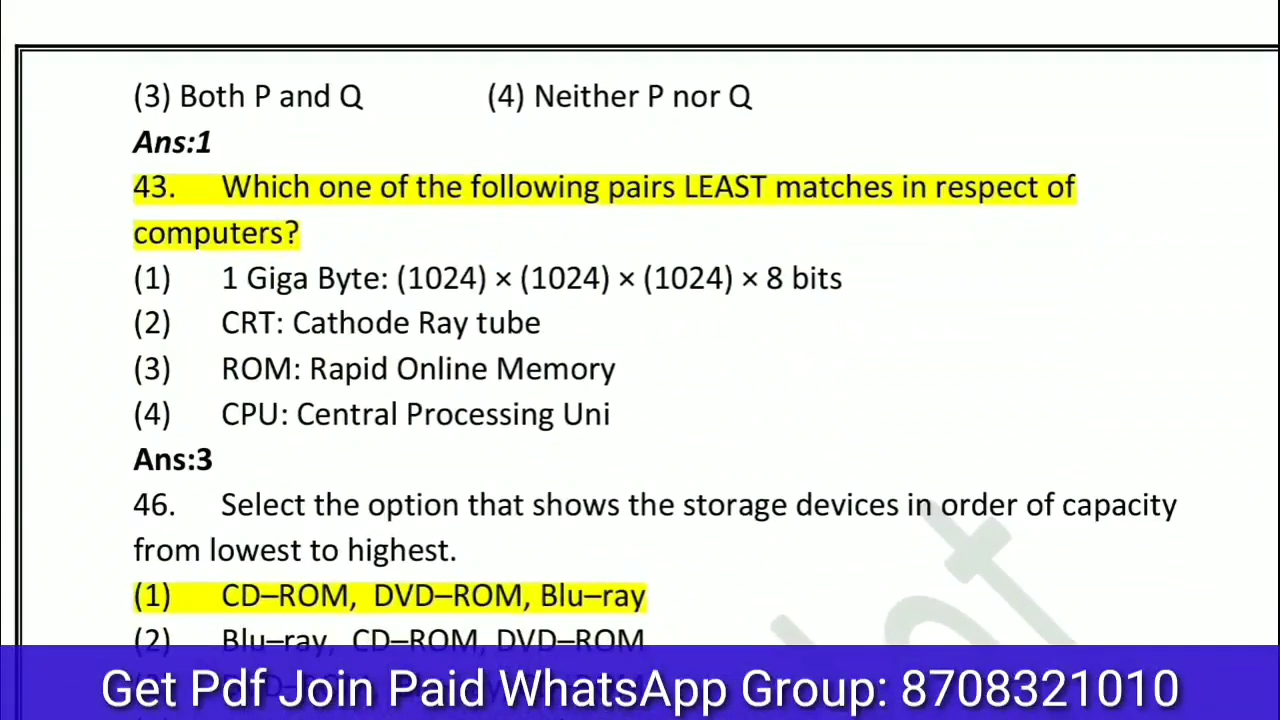 (3) Both P and Q (4) Neither P nor Q
Ans:1
43. Which one of the following pairs LEAST matches in respect of
computers?
(1) 1 Giga Byte: (1024) × (1024) × (1024) × 8 bits
(2) CRT: Cathode Ray tube
(3) ROM: Rapid Online Memory
(4) CPU: Central Processing Uni
Ans:3
46. Select the option that shows the storage devices in order of capacity
from lowest to highest.
(1) CD–ROM, DVD–ROM, Blu–ray
(2) Blu–ray, CD–ROM, DVD–ROM
Get Pdf Join Paid WhatsApp Group: 8708321010